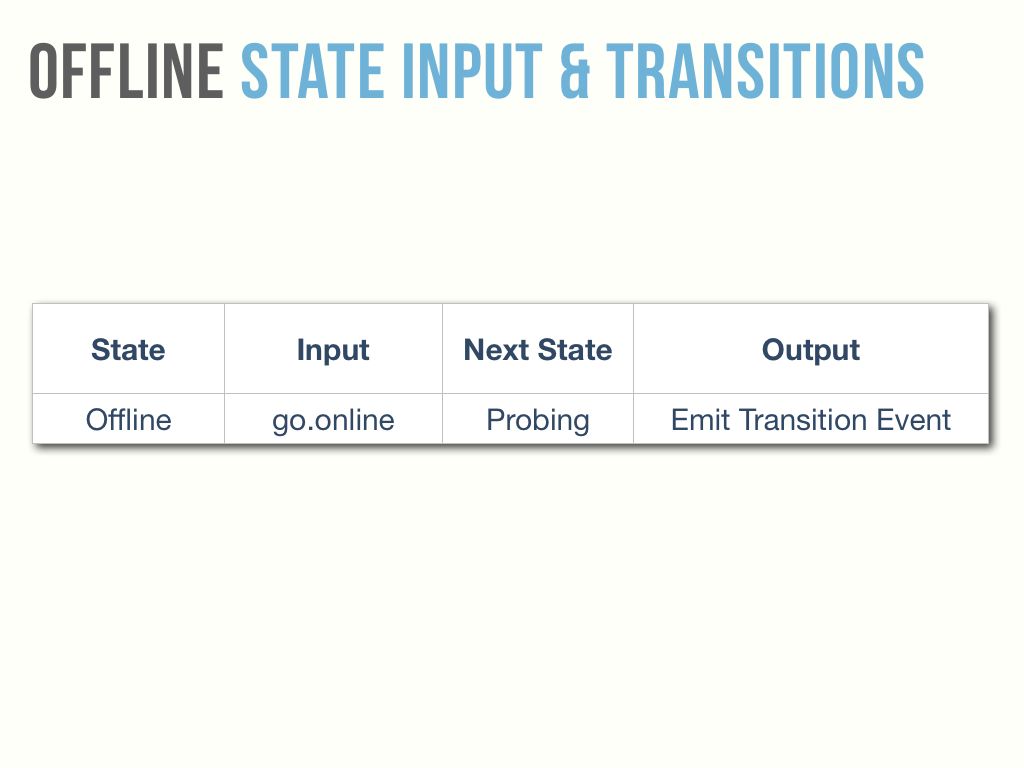 OFFLINE STATE INPUT & TRANSITIONS
State Input Next State Output
Offline go.online Probing Emit Transition Event